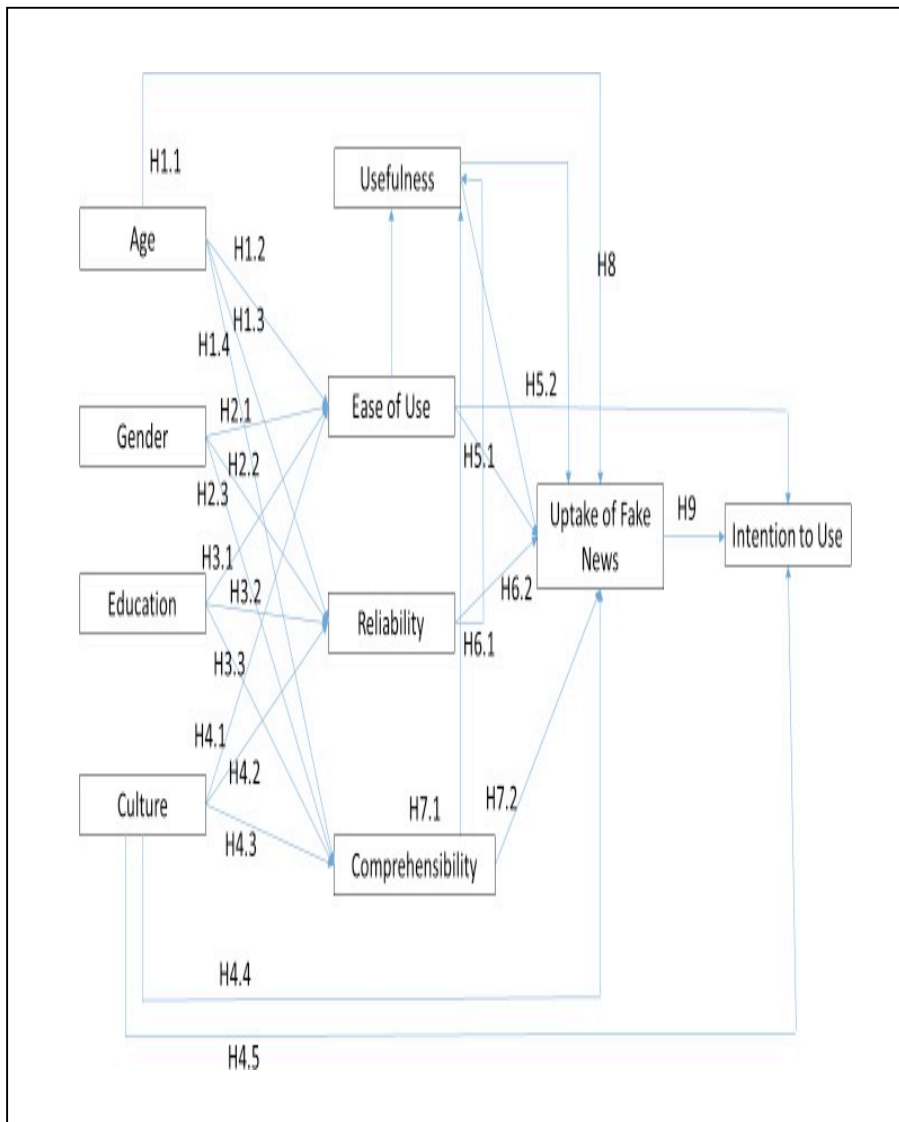 H1.1
Usefulness
Age
H1.2
H8
H1.3
H1.4
Ease of Use
H5.2
Gender
H2.1
H2.2
H5.1
H2.3
Uptake of Fake
News
H9
Intention to Use
H3.1
Education
H3.2
H6.2
Reliability
H6.1
H3.3
H4.1
H4.2
Culture
H7.1
H7.2
H4.3
Comprehensibility
H4.4
H4.5